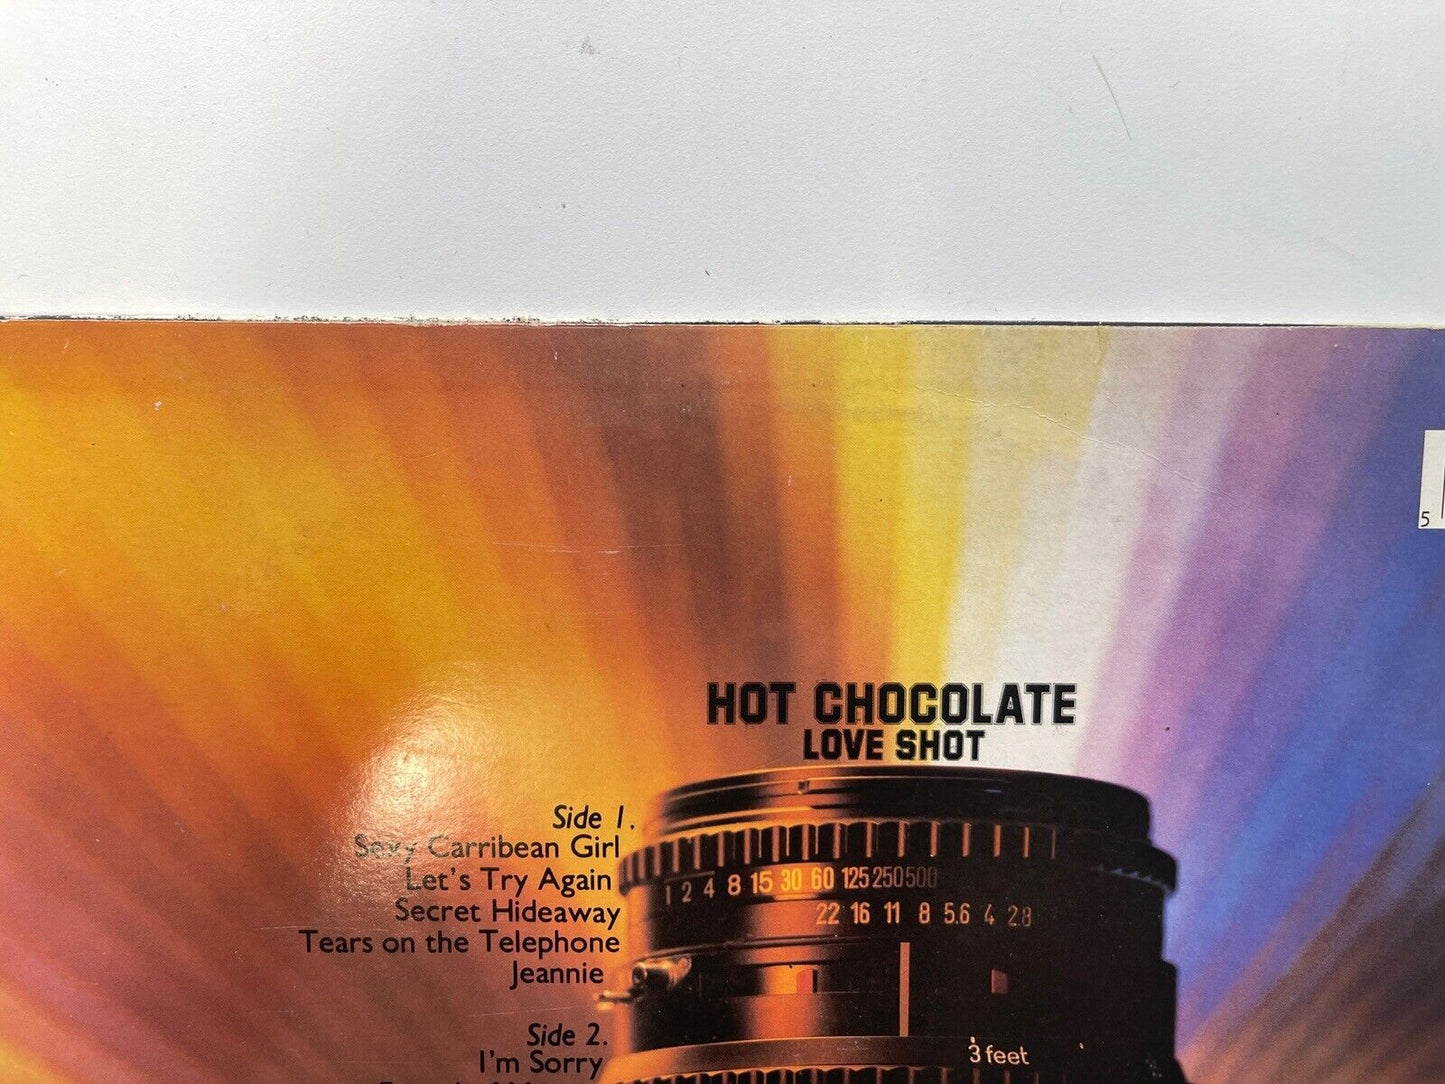 HOT CHOCOLATE
LOVE SHOT
5
Side 1.
Sexy Carribean Girl
Let's Try Again
Secret Hideaway
Tears on the Telephone
Jeannie
Side 2.
I'm Sorry
1 2 4 8 15 30 60 125 250 500
22 16 11 8 5.6 4 2.8
3 feet